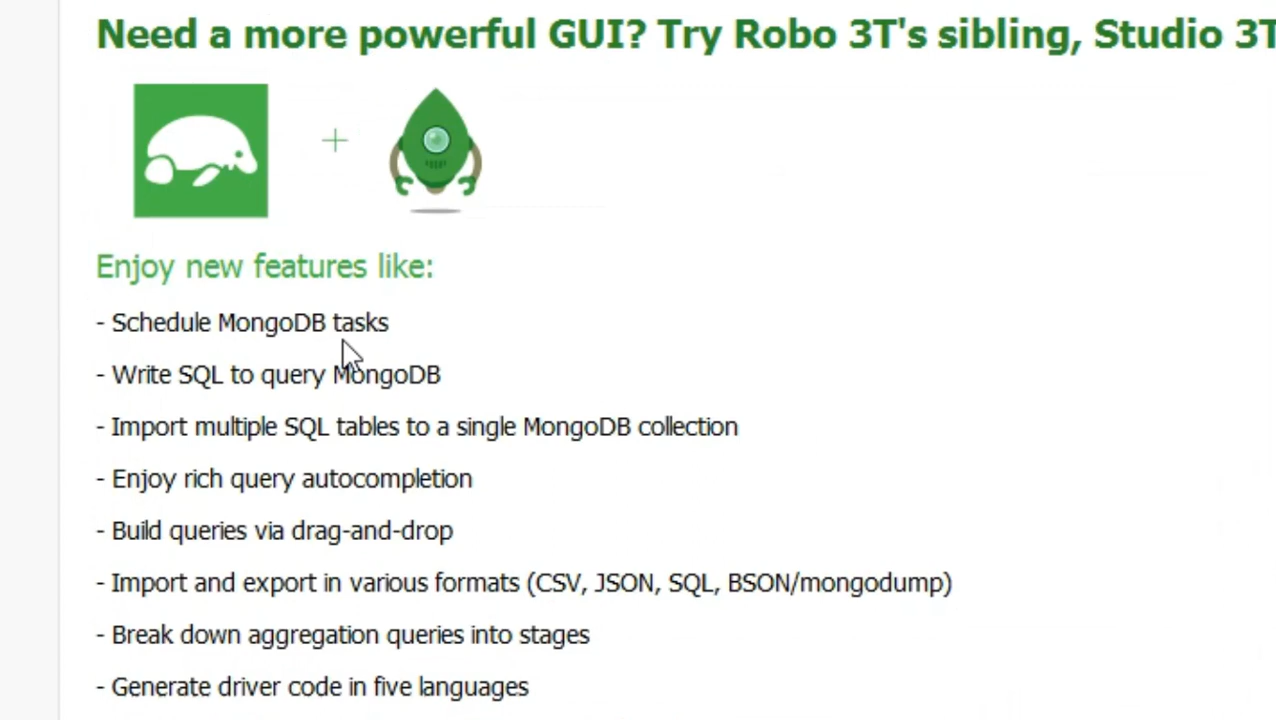 Need a more powerful GUI? Try Robo 3T's sibling, Studio 3T
Enjoy new features like:
- Schedule MongoDB tasks
- Write SQL to query MongoDB
- Import multiple SQL tables to a single MongoDB collection
- Enjoy rich query autocompletion
- Build queries via drag-and-drop
- Import and export in various formats (CSV, JSON, SQL, BSON/mongodump)
- Break down aggregation queries into stages
- Generate driver code in five languages